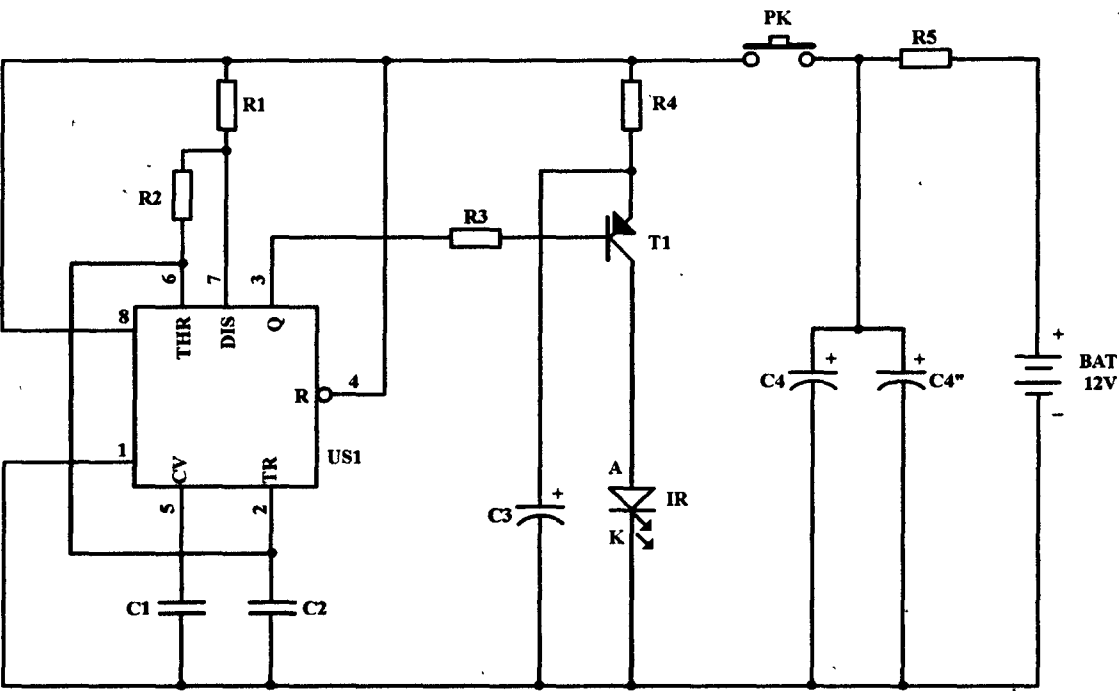 PK
R5
R1
R4
R2
R3
T1
6
7
3
8
THR
DIS
Q
+
+
+
BAT
12V
C4
C4"
R
4
−
1
CV
TR
US1
A
IR
5
2
C3
+
K
C1
C2